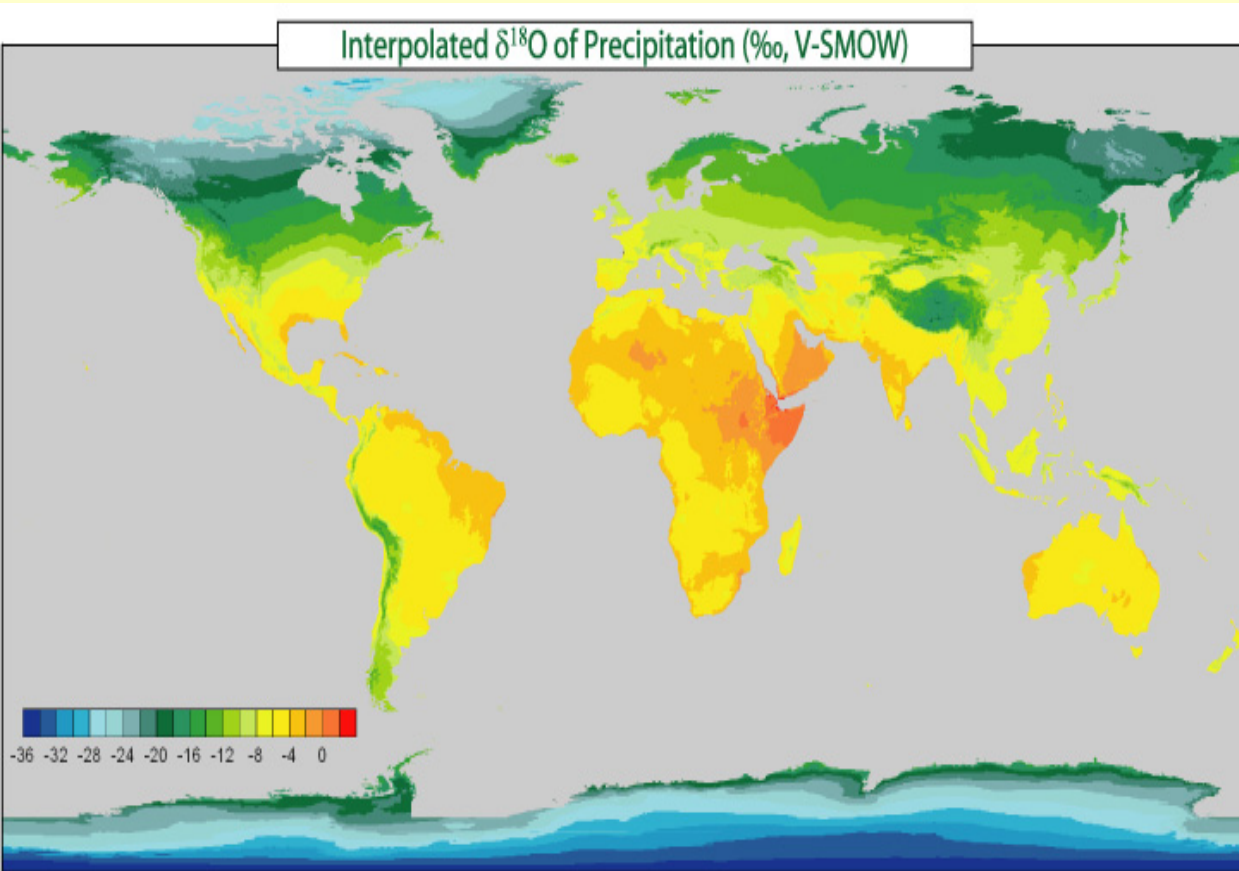 Interpolated δ¹⁸O of Precipitation (‰, V-SMOW)
-36 -32 -28 -24 -20 -16 -12 -8 -4 0